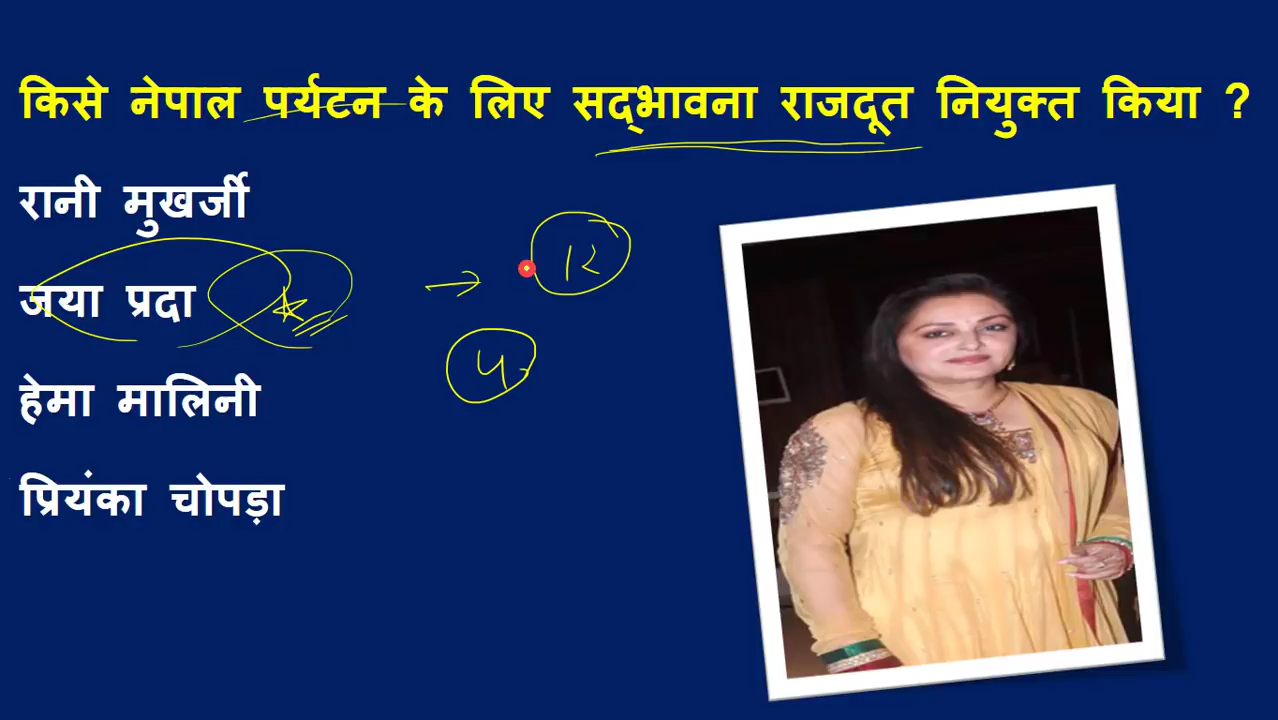 किसे नेपाल पर्यटन के लिए सद्भावना राजदूत नियुक्त किया ?
रानी मुखर्जी
जया प्रदा
हेमा मालिनी
प्रियंका चोपड़ा